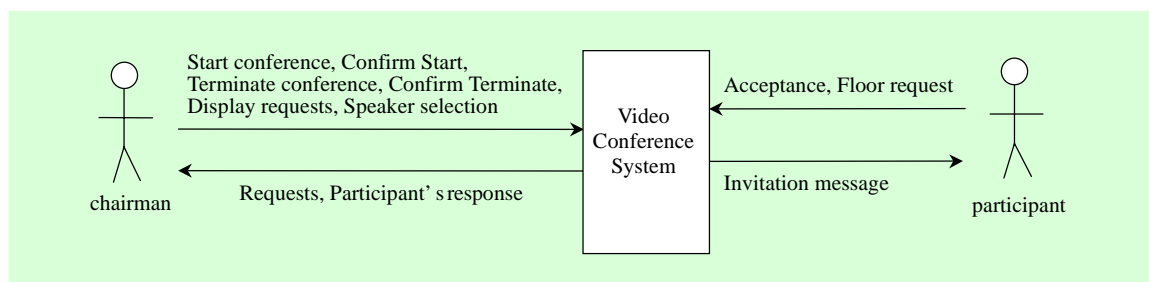 Start conference, Confirm Start,
Terminate conference, Confirm Terminate,
Display requests, Speaker selection
Requests, Participant’s response
chairman
Video
Conference
System
Acceptance, Floor request
Invitation message
participant